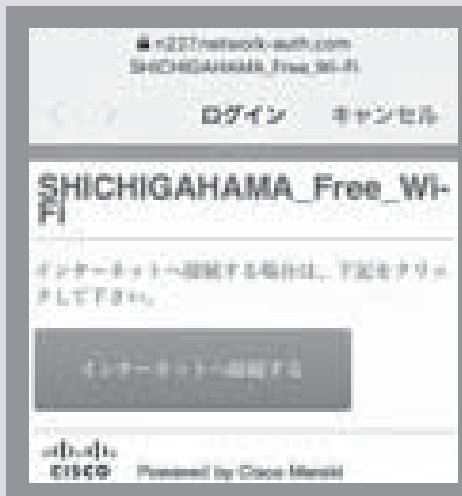 n227.network-auth.com
SHICHIGAHAMA_Free_Wi-Fi
ログイン キャンセル
SHICHIGAHAMA_Free_Wi-
Fi
インターネットへ接続する場合は、下記をクリッ
クして下さい。
インターネットへ接続する
CISCO Powered by Cisco Meraki